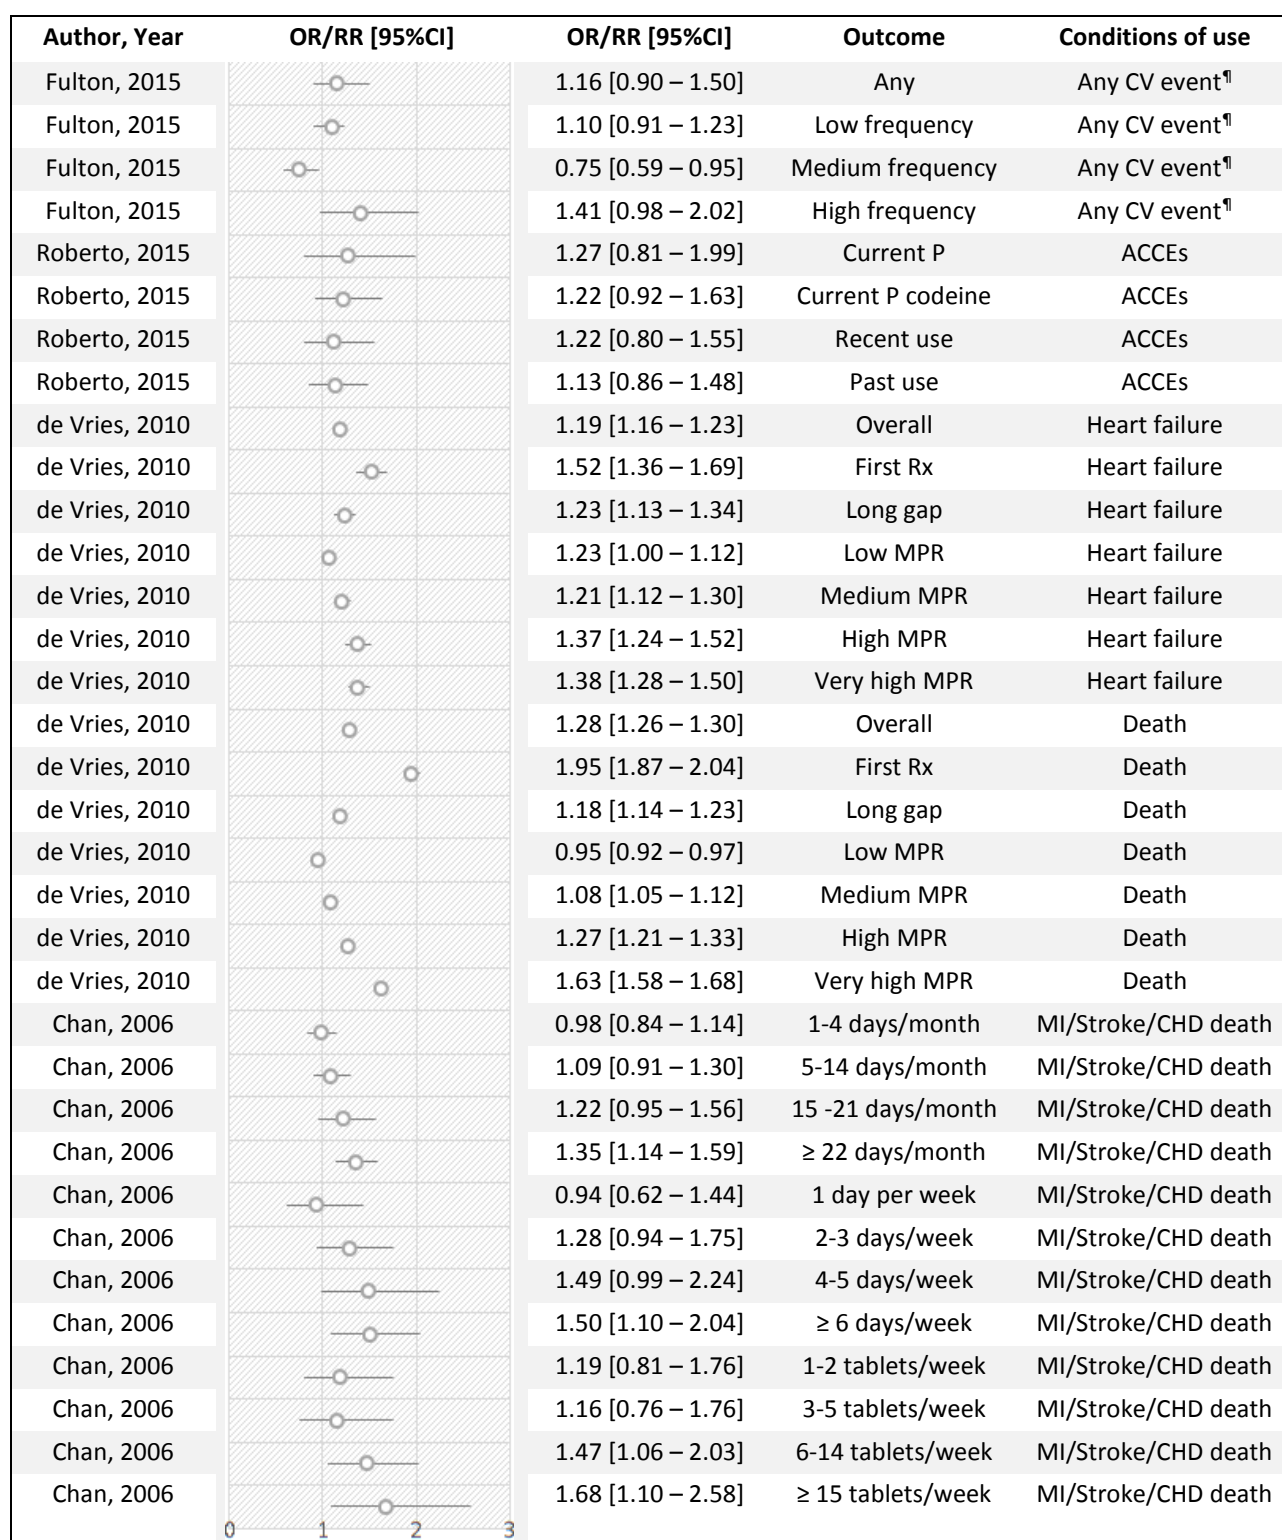 Author, Year OR/RR [95%CI] OR/RR [95%CI] Outcome Conditions of use
Fulton, 2015 1.16 [0.90 – 1.50] Any Any CV event¶
Fulton, 2015 1.10 [0.91 – 1.23] Low frequency Any CV event¶
Fulton, 2015 0.75 [0.59 – 0.95] Medium frequency Any CV event¶
Fulton, 2015 1.41 [0.98 – 2.02] High frequency Any CV event¶
Roberto, 2015 1.27 [0.81 – 1.99] Current P ACCEs
Roberto, 2015 1.22 [0.92 – 1.63] Current P codeine ACCEs
Roberto, 2015 1.22 [0.80 – 1.55] Recent use ACCEs
Roberto, 2015 1.13 [0.86 – 1.48] Past use ACCEs
de Vries, 2010 1.19 [1.16 – 1.23] Overall Heart failure
de Vries, 2010 1.52 [1.36 – 1.69] First Rx Heart failure
de Vries, 2010 1.23 [1.13 – 1.34] Long gap Heart failure
de Vries, 2010 1.23 [1.00 – 1.12] Low MPR Heart failure
de Vries, 2010 1.21 [1.12 – 1.30] Medium MPR Heart failure
de Vries, 2010 1.37 [1.24 – 1.52] High MPR Heart failure
de Vries, 2010 1.38 [1.28 – 1.50] Very high MPR Heart failure
de Vries, 2010 1.28 [1.26 – 1.30] Overall Death
de Vries, 2010 1.95 [1.87 – 2.04] First Rx Death
de Vries, 2010 1.18 [1.14 – 1.23] Long gap Death
de Vries, 2010 0.95 [0.92 – 0.97] Low MPR Death
de Vries, 2010 1.08 [1.05 – 1.12] Medium MPR Death
de Vries, 2010 1.27 [1.21 – 1.33] High MPR Death
de Vries, 2010 1.63 [1.58 – 1.68] Very high MPR Death
Chan, 2006 0.98 [0.84 – 1.14] 1-4 days/month MI/Stroke/CHD death
Chan, 2006 1.09 [0.91 – 1.30] 5-14 days/month MI/Stroke/CHD death
Chan, 2006 1.22 [0.95 – 1.56] 15 -21 days/month MI/Stroke/CHD death
Chan, 2006 1.35 [1.14 – 1.59] ≥ 22 days/month MI/Stroke/CHD death
Chan, 2006 0.94 [0.62 – 1.44] 1 day per week MI/Stroke/CHD death
Chan, 2006 1.28 [0.94 – 1.75] 2-3 days/week MI/Stroke/CHD death
Chan, 2006 1.49 [0.99 – 2.24] 4-5 days/week MI/Stroke/CHD death
Chan, 2006 1.50 [1.10 – 2.04] ≥ 6 days/week MI/Stroke/CHD death
Chan, 2006 1.19 [0.81 – 1.76] 1-2 tablets/week MI/Stroke/CHD death
Chan, 2006 1.16 [0.76 – 1.76] 3-5 tablets/week MI/Stroke/CHD death
Chan, 2006 1.47 [1.06 – 2.03] 6-14 tablets/week MI/Stroke/CHD death
Chan, 2006 1.68 [1.10 – 2.58] ≥ 15 tablets/week MI/Stroke/CHD death
0 1 2 3